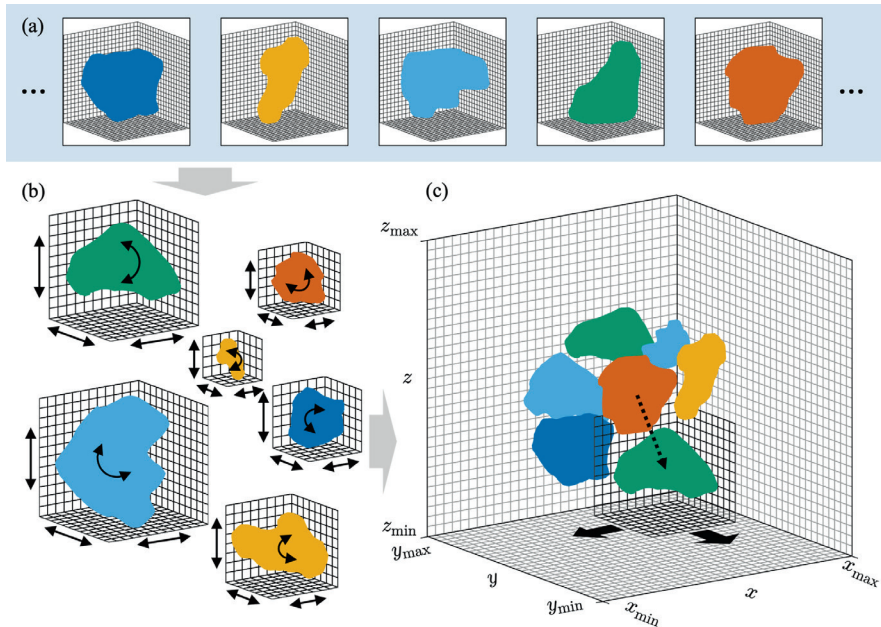 (a)
... ...
(b)
(c)
z_max
z
z_min
y_max
y
y_min
x_min
x
x_max